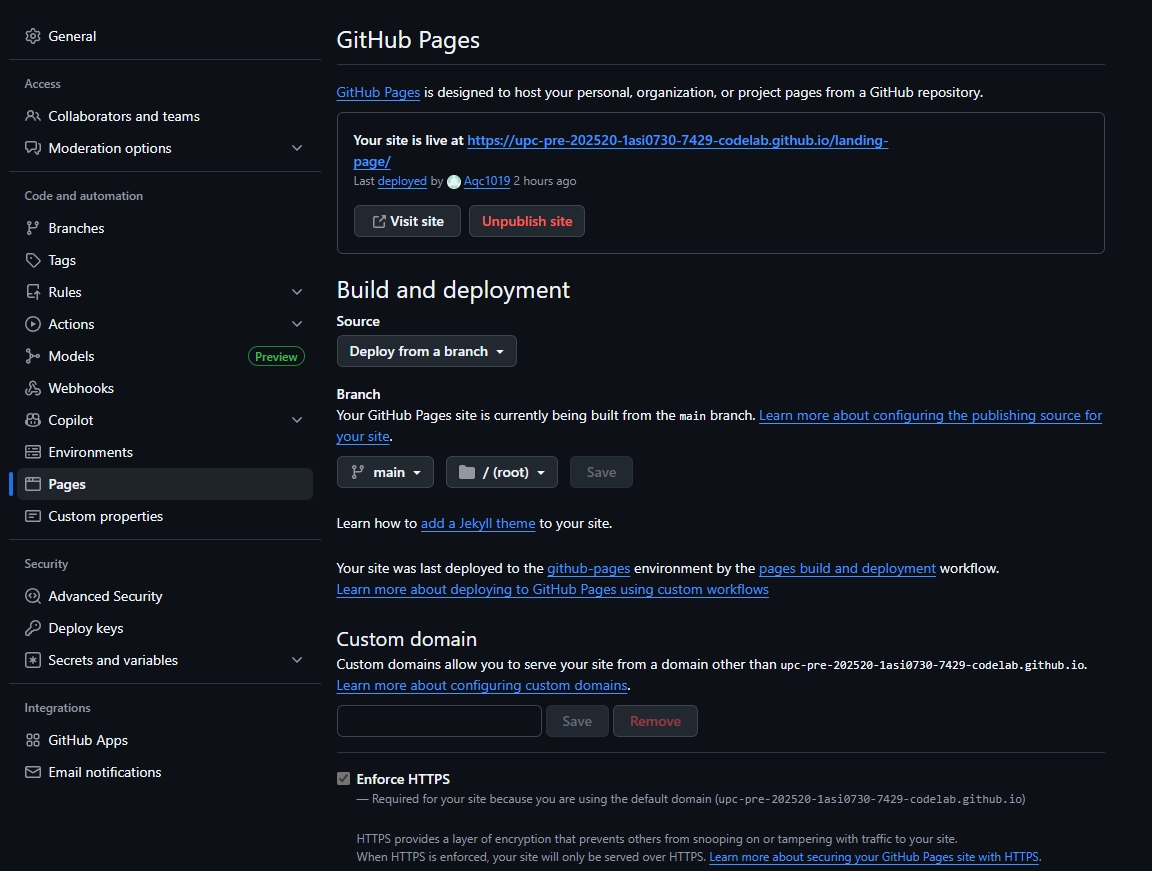 General
Access
Collaborators and teams
Moderation options
Code and automation
Branches
Tags
Rules
Actions
Models
Preview
Webhooks
Copilot
Environments
Pages
Custom properties
Security
Advanced Security
Deploy keys
Secrets and variables
Integrations
GitHub Apps
Email notifications
GitHub Pages
GitHub Pages is designed to host your personal, organization, or project pages from a GitHub repository.
Your site is live at https://upc-pre-202520-1asi0730-7429-codelab.github.io/landing-
page/
Last deployed by Aqc1019 2 hours ago
Visit site
Unpublish site
Build and deployment
Source
Deploy from a branch
Branch
Your GitHub Pages site is currently being built from the main branch. Learn more about configuring the publishing source for
your site.
main
/ (root)
Save
Learn how to add a Jekyll theme to your site.
Your site was last deployed to the github-pages environment by the pages build and deployment workflow.
Learn more about deploying to GitHub Pages using custom workflows
Custom domain
Custom domains allow you to serve your site from a domain other than upc-pre-202520-1asi0730-7429-codelab.github.io.
Learn more about configuring custom domains.
Save
Remove
Enforce HTTPS
— Required for your site because you are using the default domain (upc-pre-202520-1asi0730-7429-codelab.github.io)
HTTPS provides a layer of encryption that prevents others from snooping on or tampering with traffic to your site.
When HTTPS is enforced, your site will only be served over HTTPS. Learn more about securing your GitHub Pages site with HTTPS.